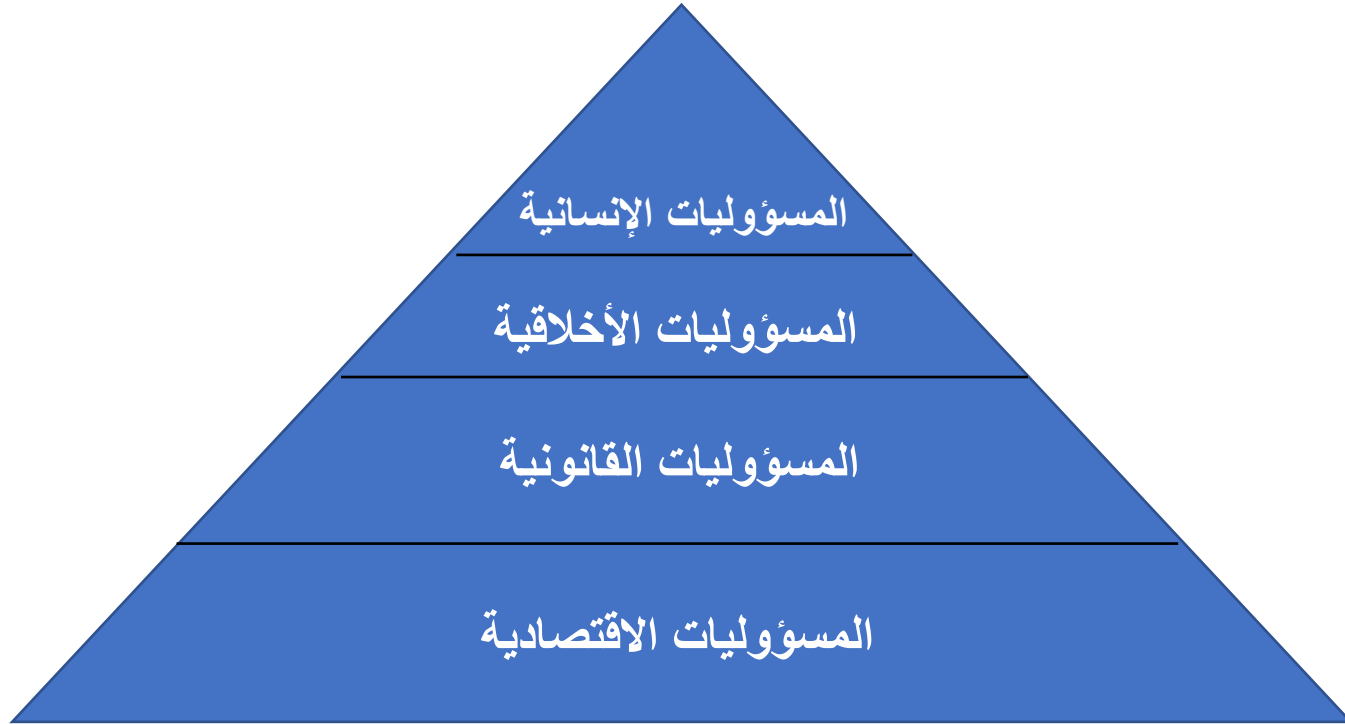 المسؤوليات الإنسانية
المسؤوليات الأخلاقية
المسؤوليات القانونية
المسؤوليات الاقتصادية